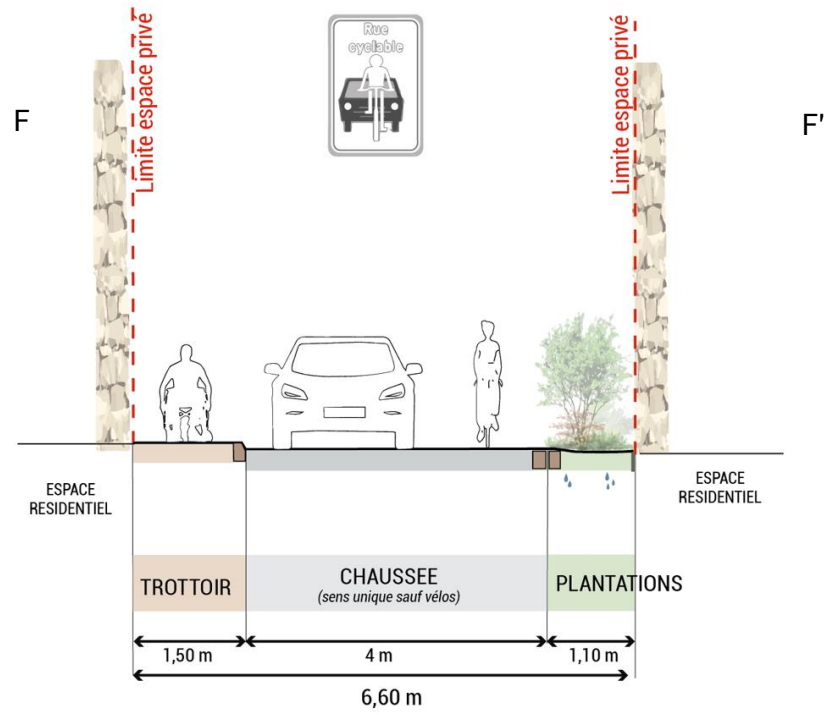 Rue
cyclable
Limite espace privé
Limite espace privé
F
F'
ESPACE
RESIDENTIEL
ESPACE
RESIDENTIEL
TROTTOIR
CHAUSSEE
(sens unique sauf vélos)
PLANTATIONS
1,50 m
4 m
1,10 m
6,60 m